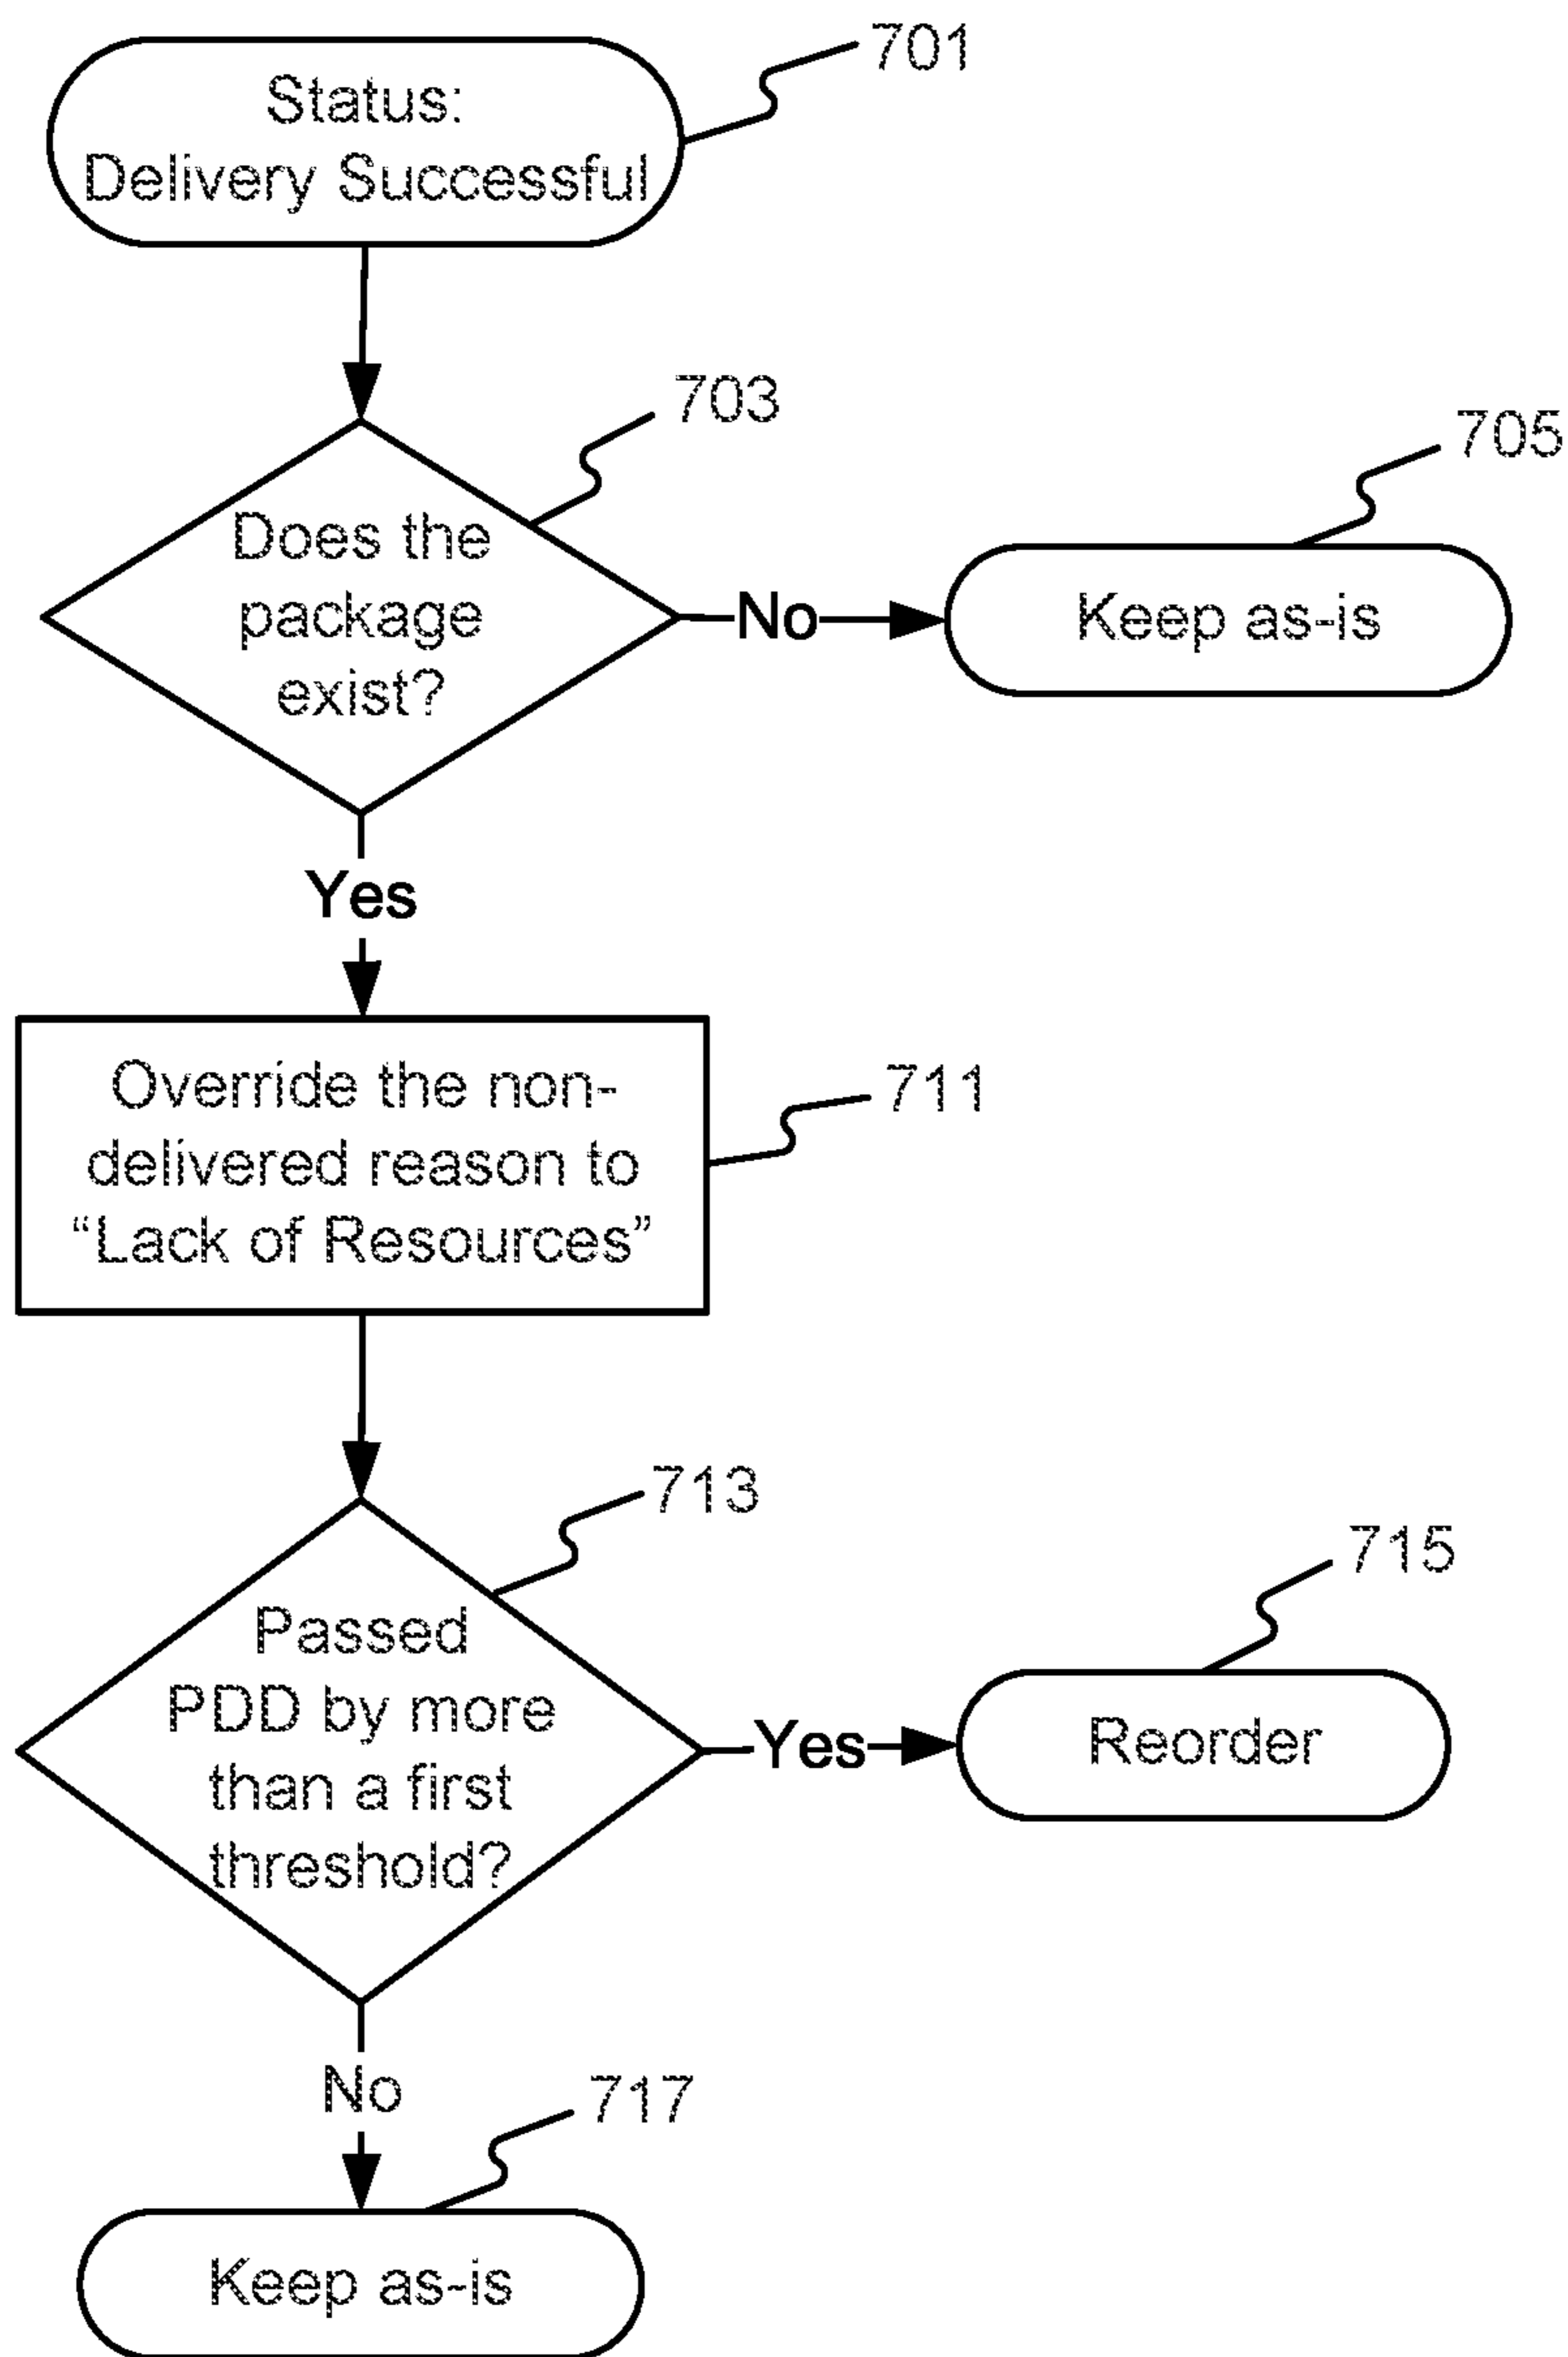 701
Status:
Delivery Successful
703
705
Does the
package
exist?
No
Keep as-is
Yes
711
Override the non-
delivered reason to
“Lack of Resources”
713
715
Passed
PDD by more
than a first
threshold?
Yes
Reorder
No
717
Keep as-is